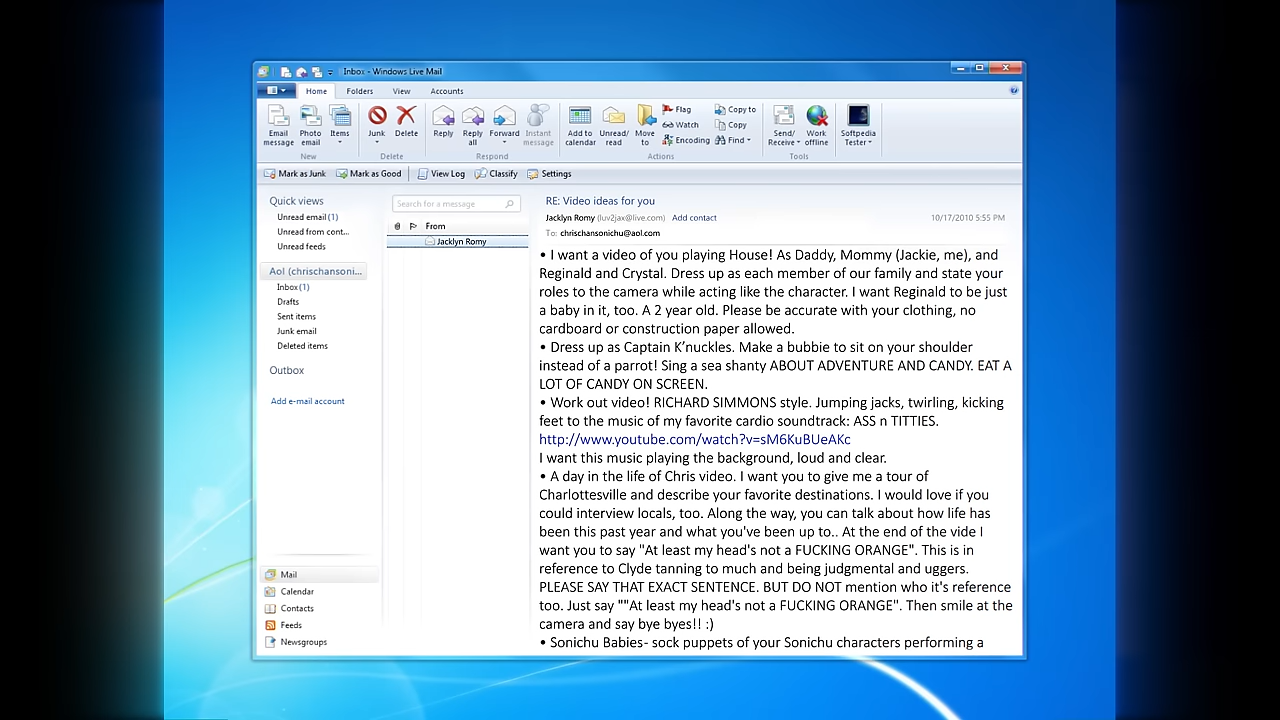 Inbox - Windows Live Mail
Home Folders View Accounts
Email message Photo email Items Junk Delete Reply Reply all Forward Instant message Add to calendar Unread/ read Move to Flag Watch Encoding Copy to Copy Find Send/ Receive Work offline Softpedia Tester
New Delete Respond Actions Tools
Mark as Junk Mark as Good View Log Classify Settings
Quick views
Unread email (1)
Unread from cont...
Unread feeds
Aol (chrischansoni...
Inbox (1)
Drafts
Sent items
Junk email
Deleted items
Outbox
Add e-mail account
Mail
Calendar
Contacts
Feeds
Newsgroups
Search for a message
From
Jacklyn Romy
RE: Video ideas for you
Jacklyn Romy (luv2jax@live.com) Add contact 10/17/2010 5:55 PM
To: chrischansonichu@aol.com
• I want a video of you playing House! As Daddy, Mommy (Jackie, me), and
Reginald and Crystal. Dress up as each member of our family and state your
roles to the camera while acting like the character. I want Reginald to be just
a baby in it, too. A 2 year old. Please be accurate with your clothing, no
cardboard or construction paper allowed.
• Dress up as Captain K’nuckles. Make a bubbie to sit on your shoulder
instead of a parrot! Sing a sea shanty ABOUT ADVENTURE AND CANDY. EAT A
LOT OF CANDY ON SCREEN.
• Work out video! RICHARD SIMMONS style. Jumping jacks, twirling, kicking
feet to the music of my favorite cardio soundtrack: ASS n TITTIES.
http://www.youtube.com/watch?v=sM6KuBUeAKc
I want this music playing the background, loud and clear.
• A day in the life of Chris video. I want you to give me a tour of
Charlottesville and describe your favorite destinations. I would love if you
could interview locals, too. Along the way, you can talk about how life has
been this past year and what you've been up to.. At the end of the vide I
want you to say "At least my head's not a FUCKING ORANGE". This is in
reference to Clyde tanning to much and being judgmental and uggers.
PLEASE SAY THAT EXACT SENTENCE. BUT DO NOT mention who it's reference
too. Just say ""At least my head's not a FUCKING ORANGE". Then smile at the
camera and say bye byes!! :)
• Sonichu Babies- sock puppets of your Sonichu characters performing a